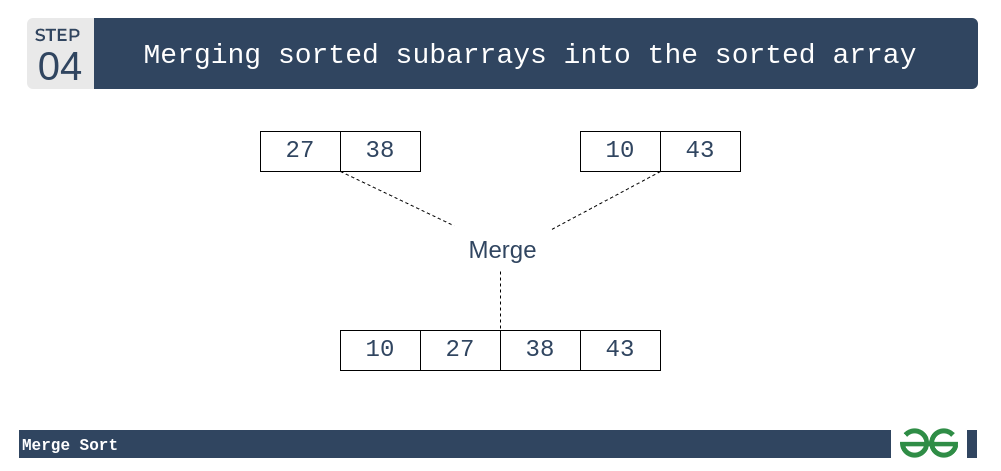 STEP
04
Merging sorted subarrays into the sorted array
27 38
10 43
Merge
10 27 38 43
Merge Sort